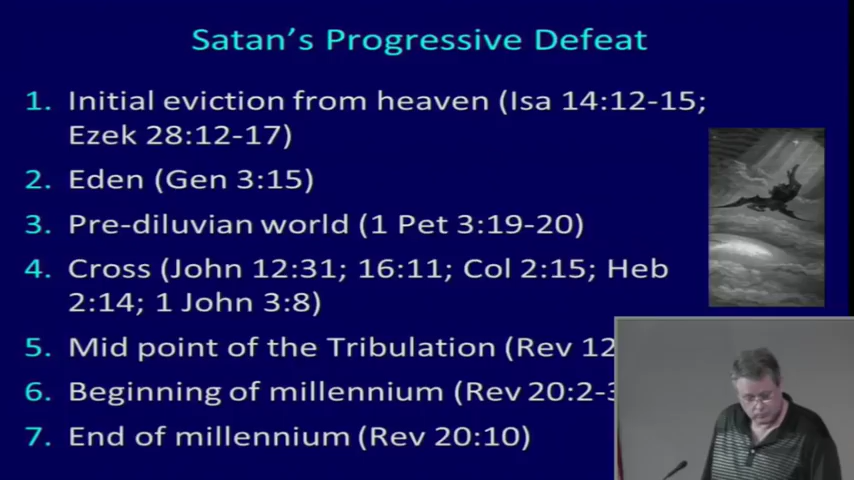 Satan's Progressive Defeat
1. Initial eviction from heaven (Isa 14:12-15;
Ezek 28:12-17)
2. Eden (Gen 3:15)
3. Pre-diluvian world (1 Pet 3:19-20)
4. Cross (John 12:31; 16:11; Col 2:15; Heb
2:14; 1 John 3:8)
5. Mid point of the Tribulation (Rev 12
6. Beginning of millennium (Rev 20:2-3
7. End of millennium (Rev 20:10)